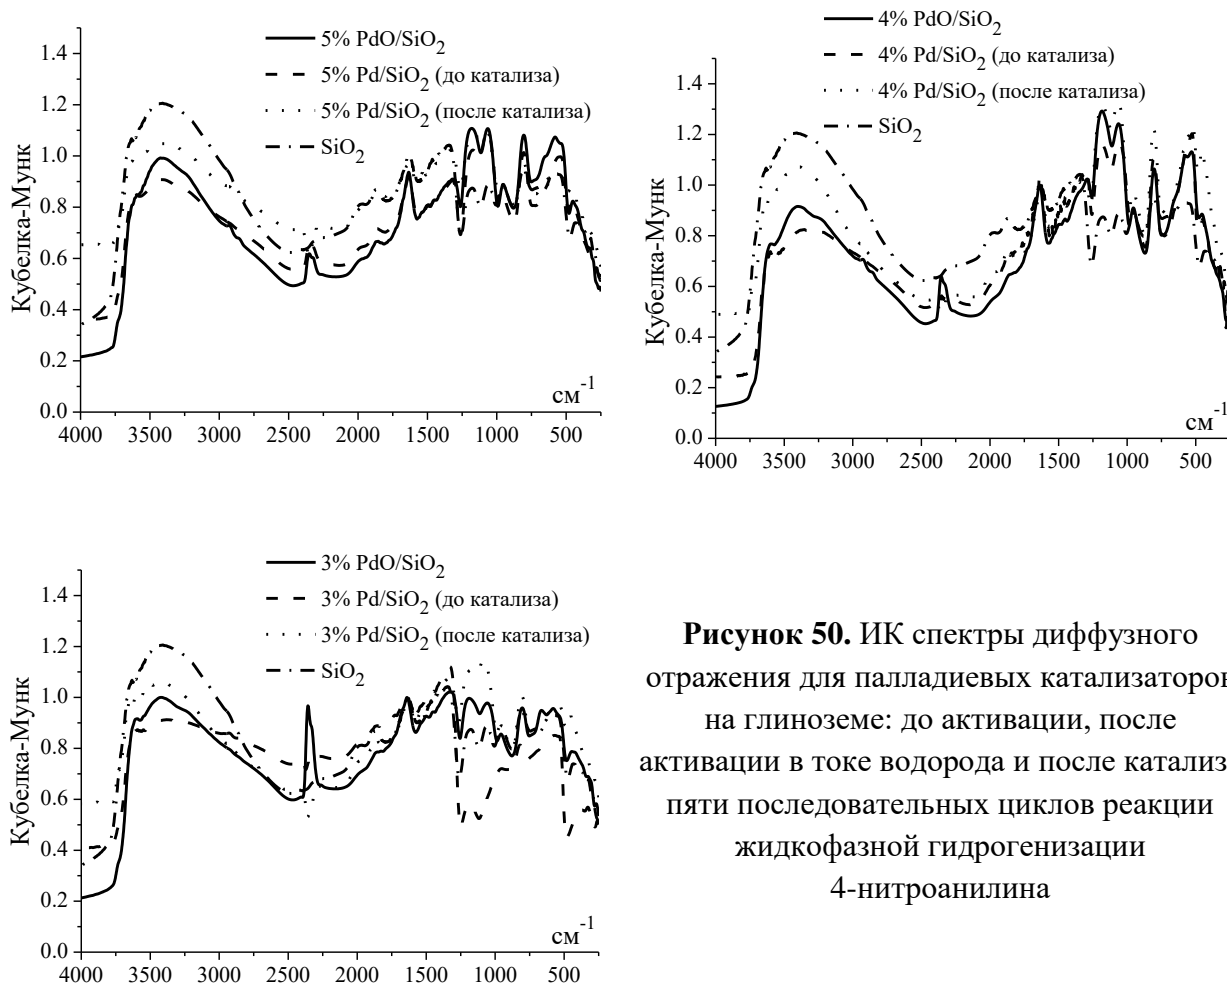 5% PdO/SiO2
5% Pd/SiO2 (до катализа)
5% Pd/SiO2 (после катализа)
SiO2
Кубелка-Мунк
1.4
1.2
1.0
0.8
0.6
0.4
0.2
0.0
см-1
4000 3500 3000 2500 2000 1500 1000 500
4% PdO/SiO2
4% Pd/SiO2 (до катализа)
4% Pd/SiO2 (после катализа)
SiO2
Кубелка-Мунк
1.4
1.2
1.0
0.8
0.6
0.4
0.2
0.0
см-1
4000 3500 3000 2500 2000 1500 1000 500
3% PdO/SiO2
3% Pd/SiO2 (до катализа)
3% Pd/SiO2 (после катализа)
SiO2
Кубелка-Мунк
1.4
1.2
1.0
0.8
0.6
0.4
0.2
0.0
см-1
4000 3500 3000 2500 2000 1500 1000 500
Рисунок 50. ИК спектры диффузного
отражения для палладиевых катализаторов
на глиноземе: до активации, после
активации в токе водорода и после катализ
пяти последовательных циклов реакции
жидкофазной гидрогенизации
4-нитроанилина